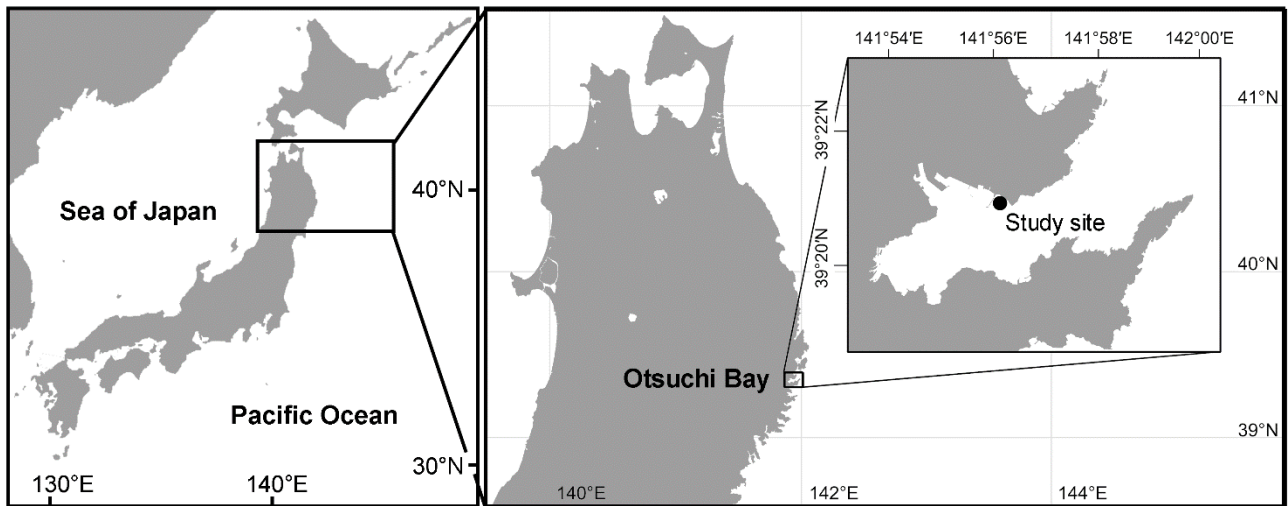 Sea of Japan
Pacific Ocean
40°N
30°N
130°E
140°E
Otsuchi Bay
140°E
142°E
144°E
41°N
40°N
39°N
141°54'E
141°56'E
141°58'E
142°00'E
39°22'N
39°20'N
Study site